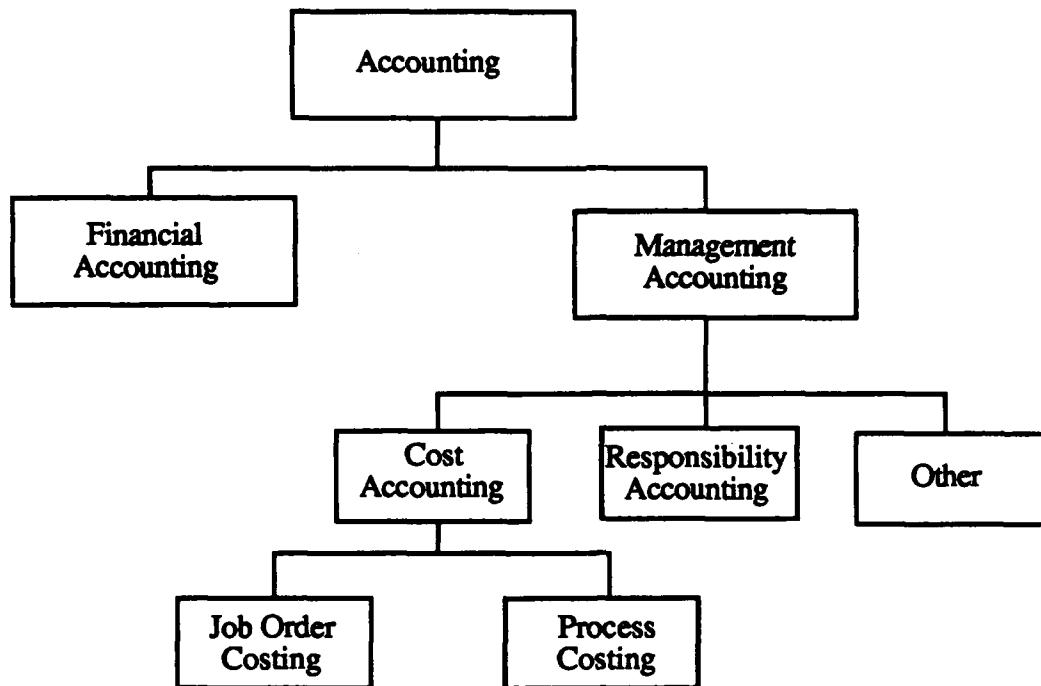 Accounting
Financial
Accounting
Management
Accounting
Cost
Accounting
Responsibility
Accounting
Other
Job Order
Costing
Process
Costing